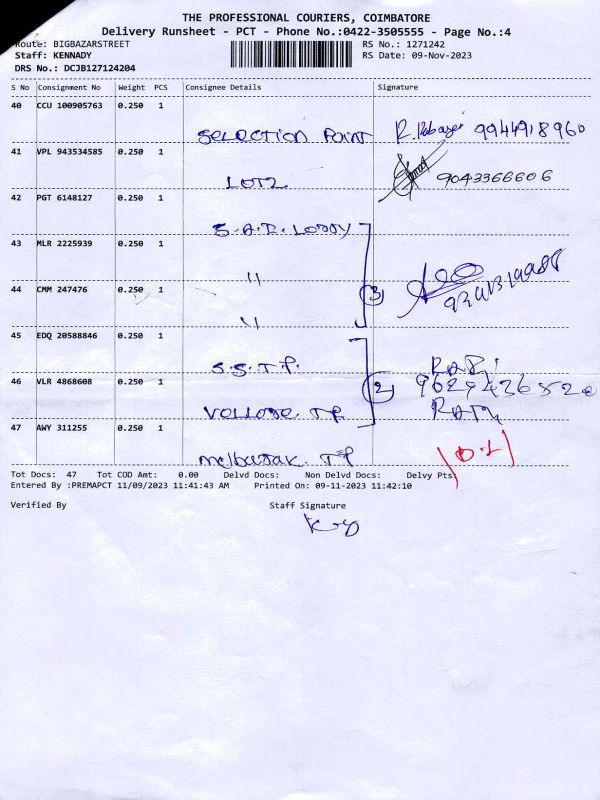 THE PROFESSIONAL COURIERS, COIMBATORE
Delivery Runsheet - PCT - Phone No.:0422-3505555 - Page No.:4
Route: BIGBAZARSTREET RS No.: 1271242
Staff: KENNADY RS Date: 09-Nov-2023
DRS No.: DCJB127124204
S No Consignment No Weight PCS Consignee Details Signature
40 CCU 100905763 0.250 1
SELECTION POINT R. 9944918960
41 VPL 943534585 0.250 1
LOTZ 9043366606
42 PGT 6148127 0.250 1
S.A.T. LOBBY
43 MLR 2225939 0.250 1
"
3
44 CMM 247476 0.250 1
"
45 EDQ 20588846 0.250 1
S.S.T.P.
46 VLR 4868608 0.250 1
2 9629436520
VELLORE. TP.
47 AWY 311255 1 0.250
TP
Tot Docs: 47 Tot COD Amt: 0.00 Delvd Docs: Non Delvd Docs: Delvy Pts:
Entered By :PREMAPCT 11/09/2023 11:41:43 AM Printed On: 09-11-2023 11:42:10
Verified By Staff Signature